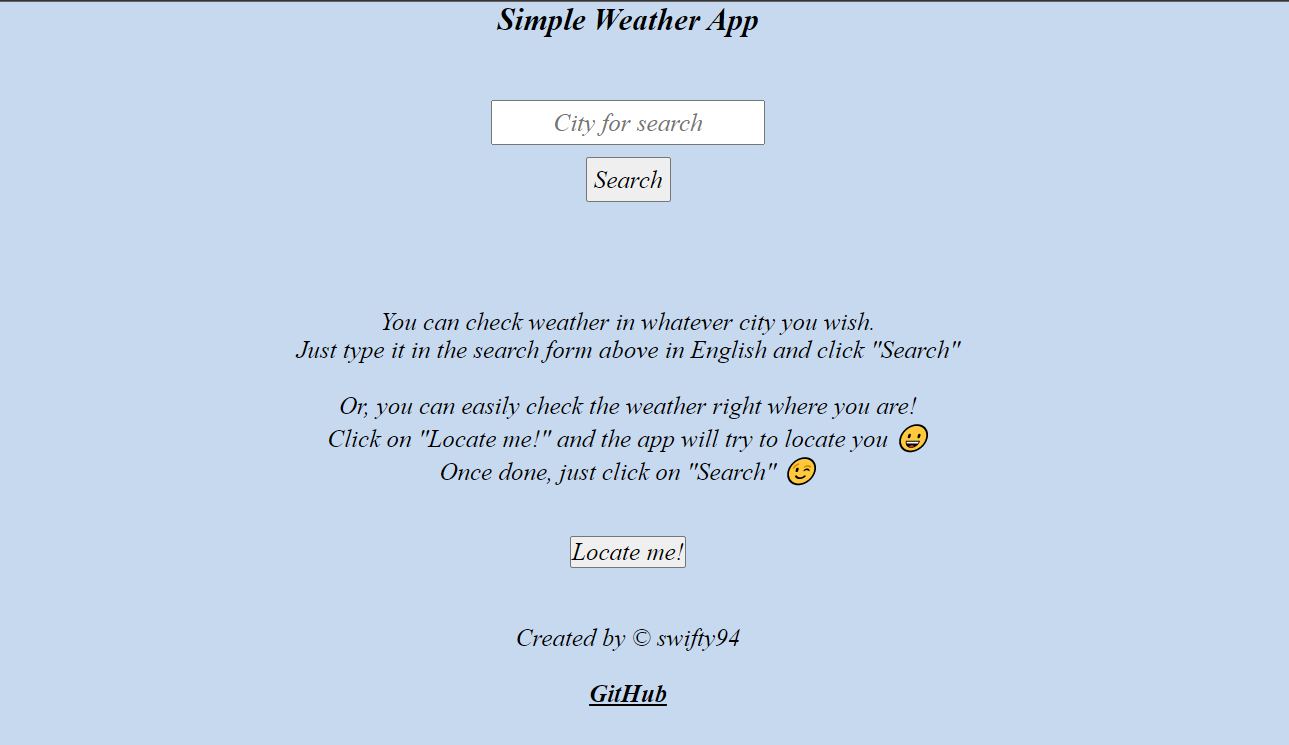 Simple Weather App
City for search
Search
You can check weather in whatever city you wish.
Just type it in the search form above in English and click "Search"
Or, you can easily check the weather right where you are!
Click on "Locate me!" and the app will try to locate you 😀
Once done, just click on "Search" 😉
Locate me!
Created by © swifty94
GitHub